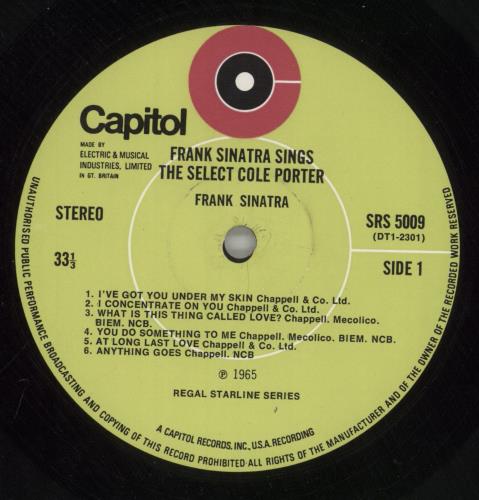 Capitol
MADE BY
ELECTRIC & MUSICAL
INDUSTRIES, LIMITED
IN GT. BRITAIN
FRANK SINATRA SINGS
THE SELECT COLE PORTER
FRANK SINATRA
STEREO
33⅓
SRS 5009
(DT1-2301)
SIDE 1
1. I'VE GOT YOU UNDER MY SKIN Chappell & Co. Ltd.
2. I CONCENTRATE ON YOU Chappell & Co. Ltd.
3. WHAT IS THIS THING CALLED LOVE? Chappell. Mecolico.
BIEM. NCB.
4. YOU DO SOMETHING TO ME Chappell. Mecolico. BIEM. NCB.
5. AT LONG LAST LOVE Chappell & Co. Ltd.
6. ANYTHING GOES Chappell. NCB
℗ 1965
REGAL STARLINE SERIES
A CAPITOL RECORDS, INC., U.S.A. RECORDING
UNAUTHORISED PUBLIC PERFORMANCE BROADCASTING AND COPYING OF THIS RECORD PROHIBITED·ALL RIGHTS OF THE MANUFACTURER AND OF THE OWNER OF THE RECORDED WORK RESERVED